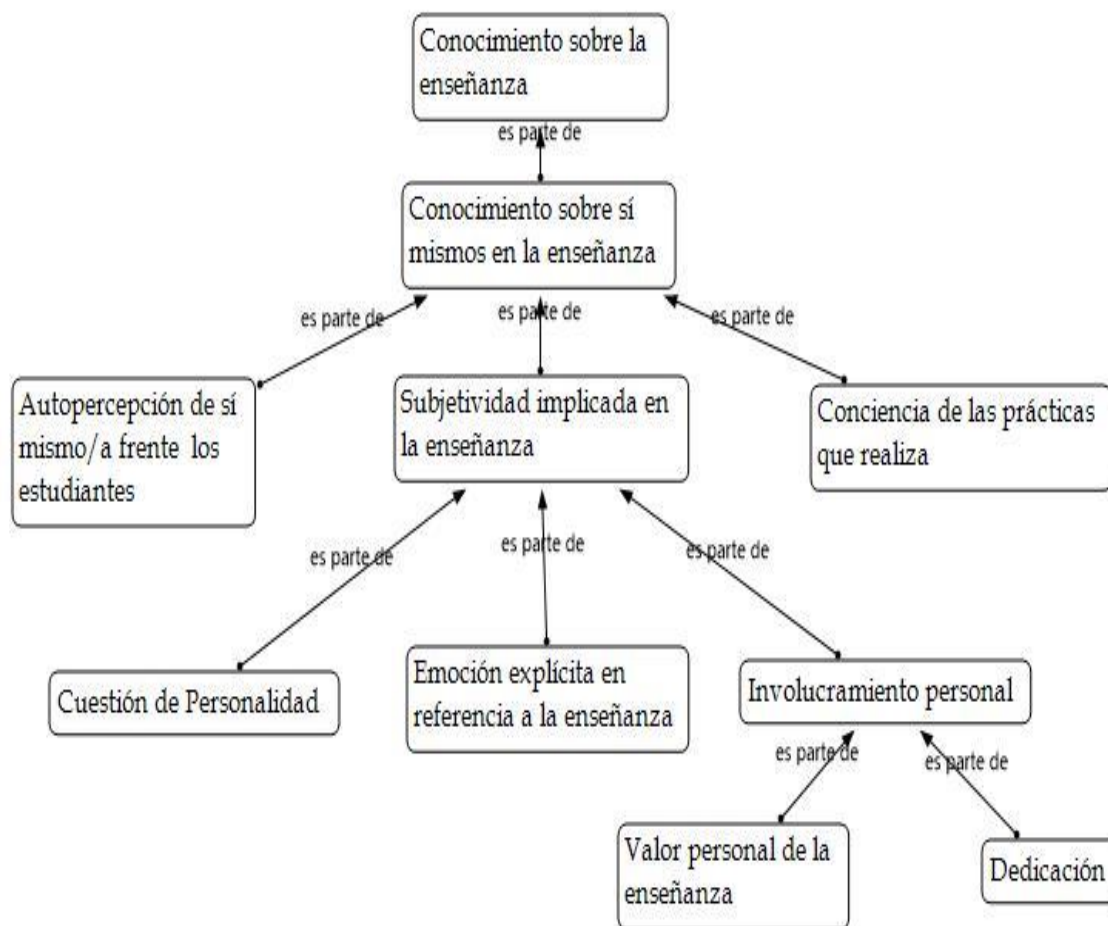 Conocimiento sobre la
enseñanza
es parte de
Conocimiento sobre sí
mismos en la enseñanza
es parte de
es parte de
es parte de
Autopercepción de sí
mismo/a frente  los
estudiantes
Subjetividad implicada en
la enseñanza
Conciencia de las prácticas
que realiza
es parte de
es parte de
es parte de
Cuestión de Personalidad
Emoción explícita en
referencia a la enseñanza
Involucramiento personal
es parte de
es parte de
Valor personal de la
enseñanza
Dedicación